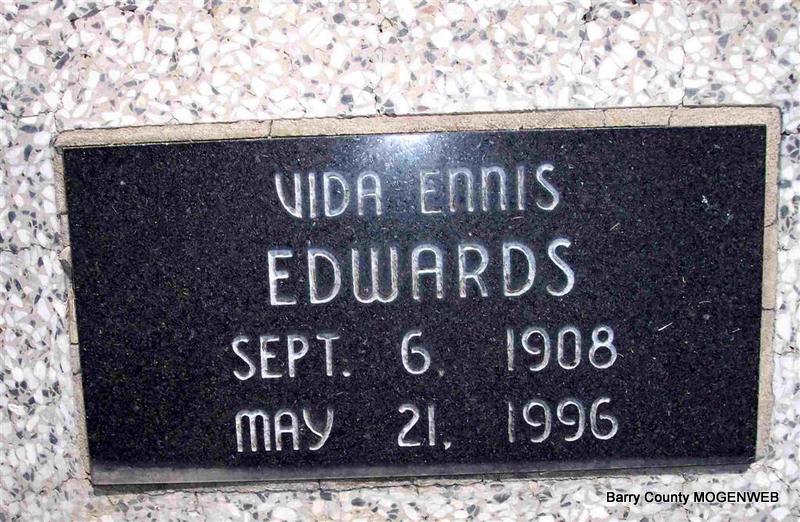 VIDA ENNIS
EDWARDS
SEPT. 6, 1908
MAY 21, 1996
Barry County MOGENWEB